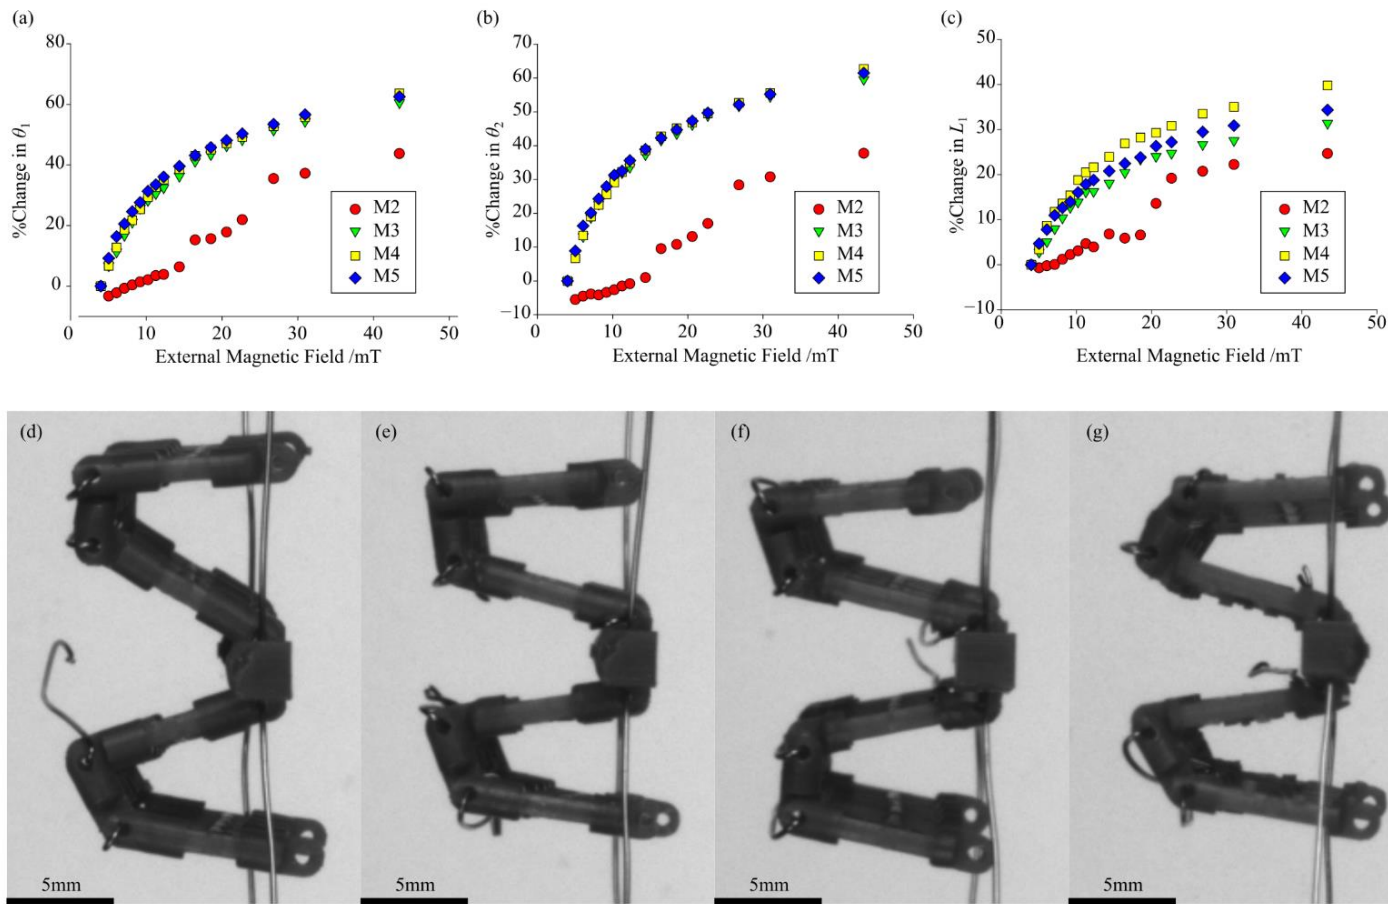 (a)
%Change in θ₁
80
60
40
20
0
0
10
20
30
40
50
External Magnetic Field /mT
M2
M3
M4
M5
(b)
%Change in θ₂
70
60
50
40
30
20
10
0
−10
0
10
20
30
40
50
External Magnetic Field /mT
M2
M3
M4
M5
(c)
%Change in L₁
50
40
30
20
10
0
−10
0
10
20
30
40
50
External Magnetic Field /mT
M2
M3
M4
M5
(d)
(e)
(f)
(g)
5mm
5mm
5mm
5mm